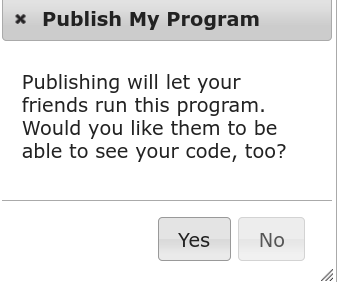 Publish My Program
Publishing will let your
friends run this program.
Would you like them to be
able to see your code, too?
Yes No